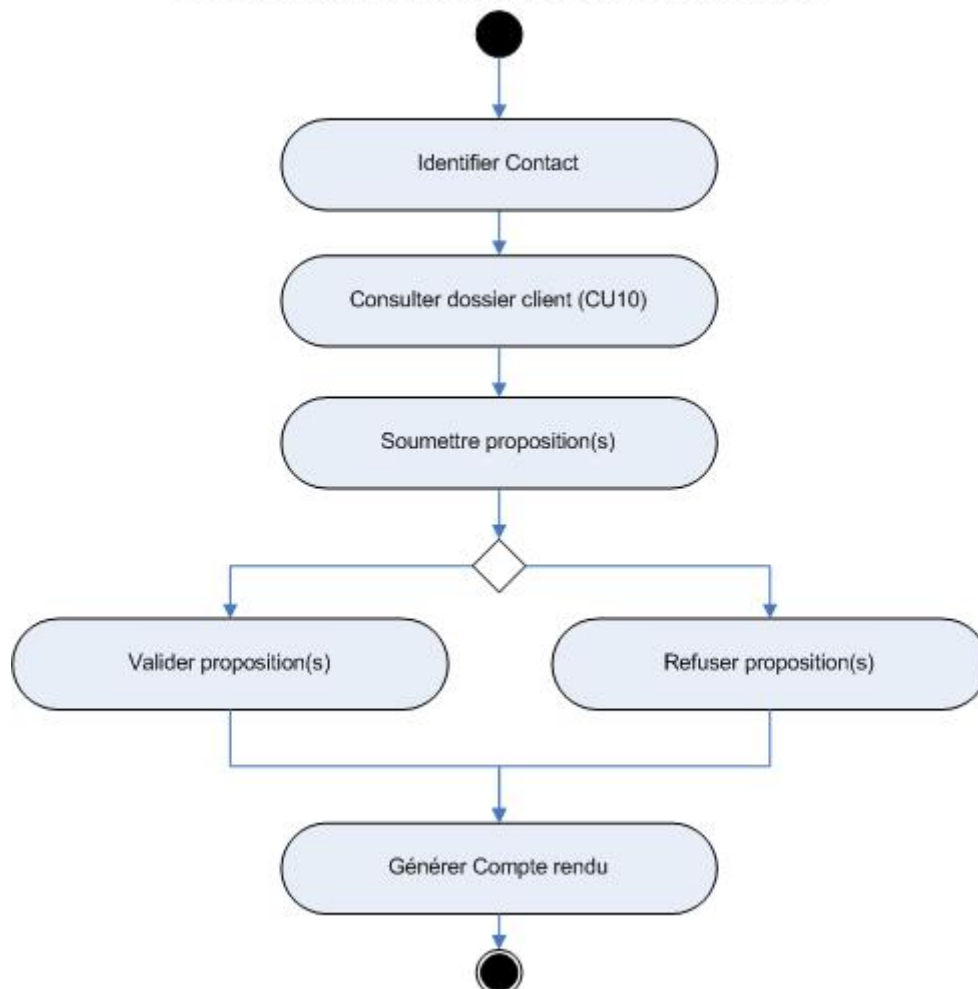 Identifier Contact
Consulter dossier client (CU10)
Soumettre proposition(s)
Valider proposition(s)
Refuser proposition(s)
Générer Compte rendu